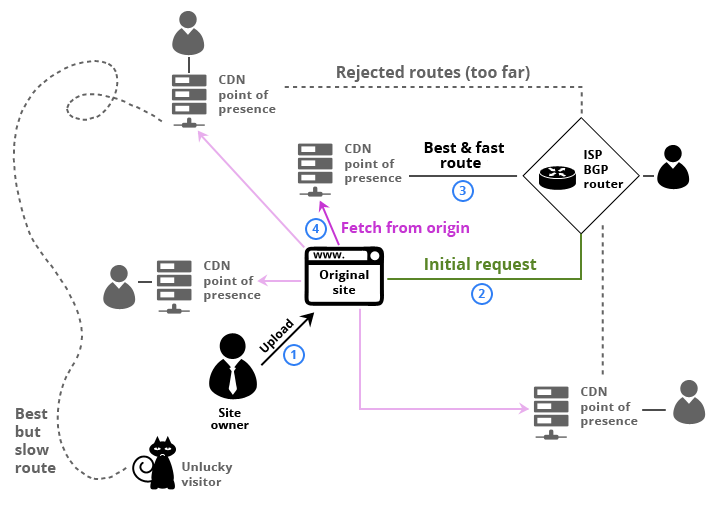 Rejected routes (too far)
CDN
point of
presence
Best & fast
route
3
CDN
point of
presence
ISP
BGP
router
4
Fetch from origin
www.
Original
site
Initial request
2
CDN
point of
presence
Upload
1
Site
owner
CDN
point of
presence
Best
but
slow
route
Unlucky
visitor